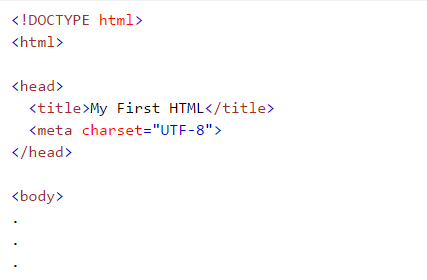 <!DOCTYPE html>
<html>
<head>
<title>My First HTML</title>
<meta charset="UTF-8">
</head>
<body>
.
.
.